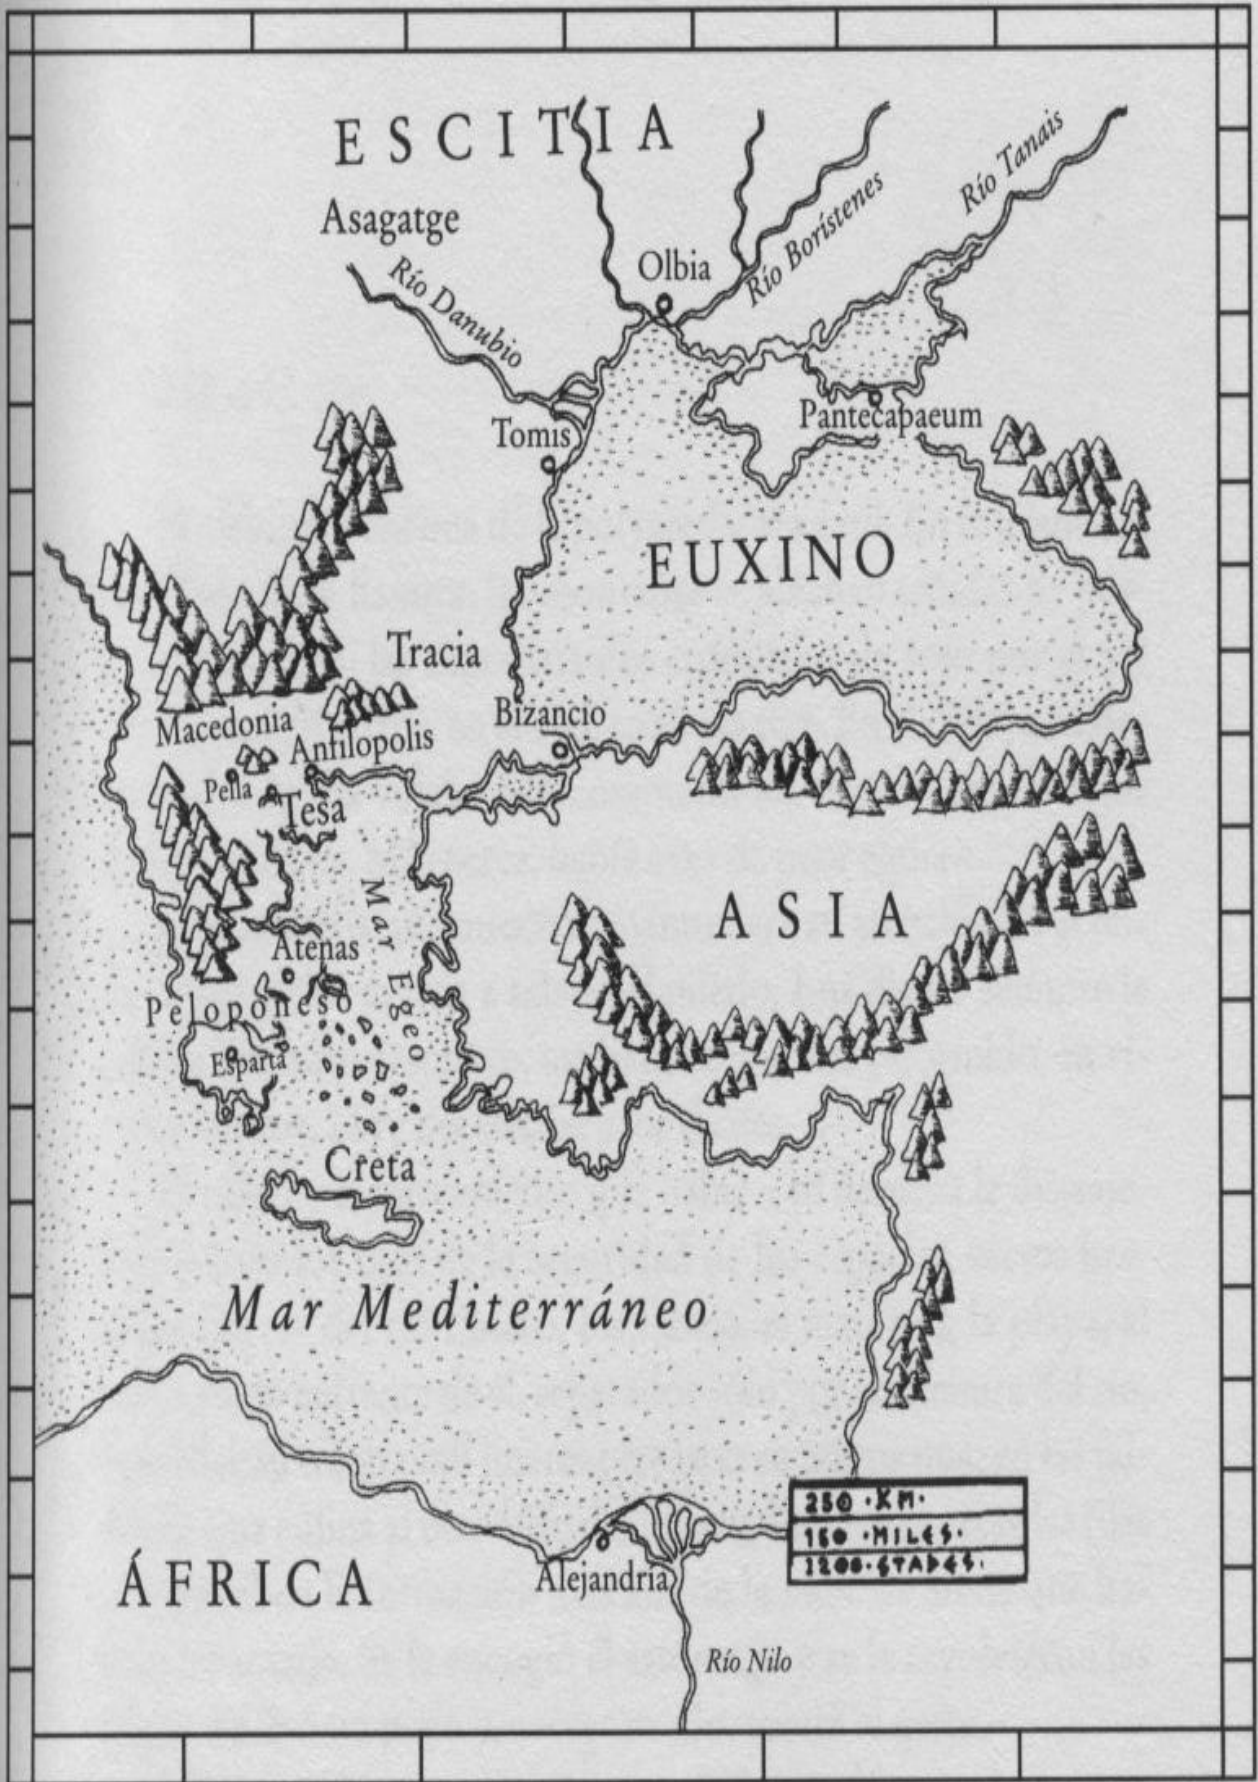 ESCITIA
Asagatge
Río Danubio
Olbia
Río Borístenes
Río Tanais
Tomis
Pantecapaeum
EUXINO
Tracia
Bizancio
Macedonia
Anfilopolis
Pella
Tesa
Mar Egeo
ASIA
Atenas
Peloponeso
Esparta
Creta
Mar Mediterráneo
250 · KM ·
150 · MILES ·
1200 · STADES ·
ÁFRICA
Alejandría
Río Nilo